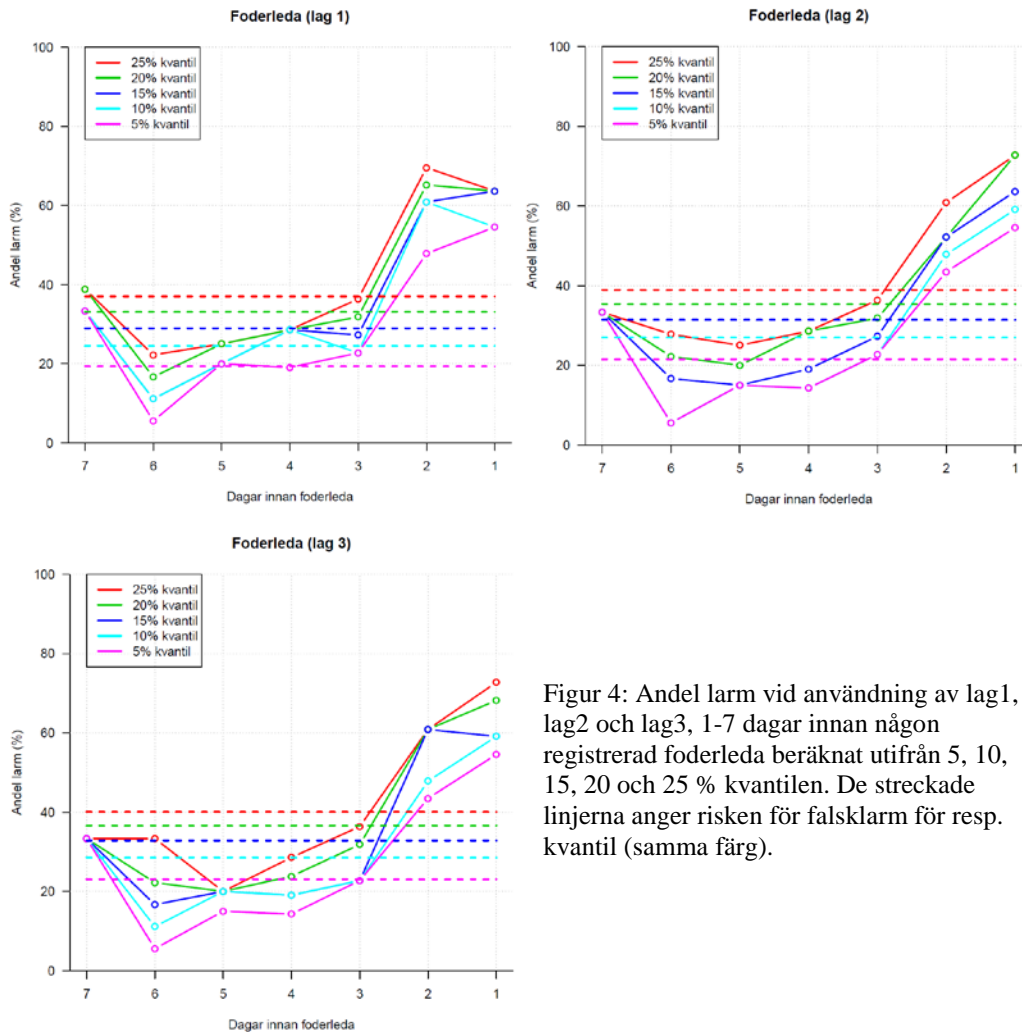 Foderleda (lag 1)
100
80
60
40
20
0
Andel larm (%)
25% kvantil
20% kvantil
15% kvantil
10% kvantil
5% kvantil
7 6 5 4 3 2 1
Dagar innan foderleda
Foderleda (lag 2)
100
80
60
40
20
0
Andel larm (%)
25% kvantil
20% kvantil
15% kvantil
10% kvantil
5% kvantil
7 6 5 4 3 2 1
Dagar innan foderleda
Foderleda (lag 3)
100
80
60
40
20
0
Andel larm (%)
25% kvantil
20% kvantil
15% kvantil
10% kvantil
5% kvantil
7 6 5 4 3 2 1
Dagar innan foderleda
Figur 4: Andel larm vid användning av lag1,
lag2 och lag3, 1-7 dagar innan någon
registrerad foderleda beräknat utifrån 5, 10,
15, 20 och 25 % kvantilen. De streckade
linjerna anger risken för falsklarm för resp.
kvantil (samma färg).